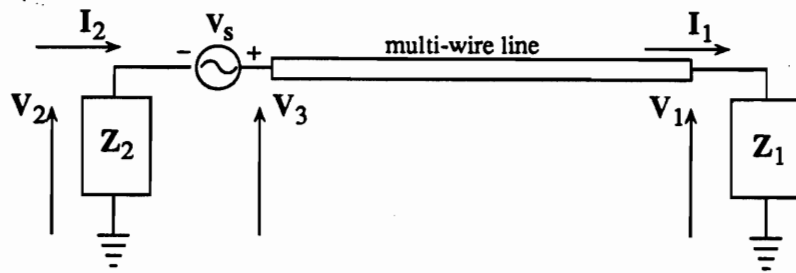 I2
Vs
I1
- +
multi-wire line
V2
V3
V1
Z2
Z1